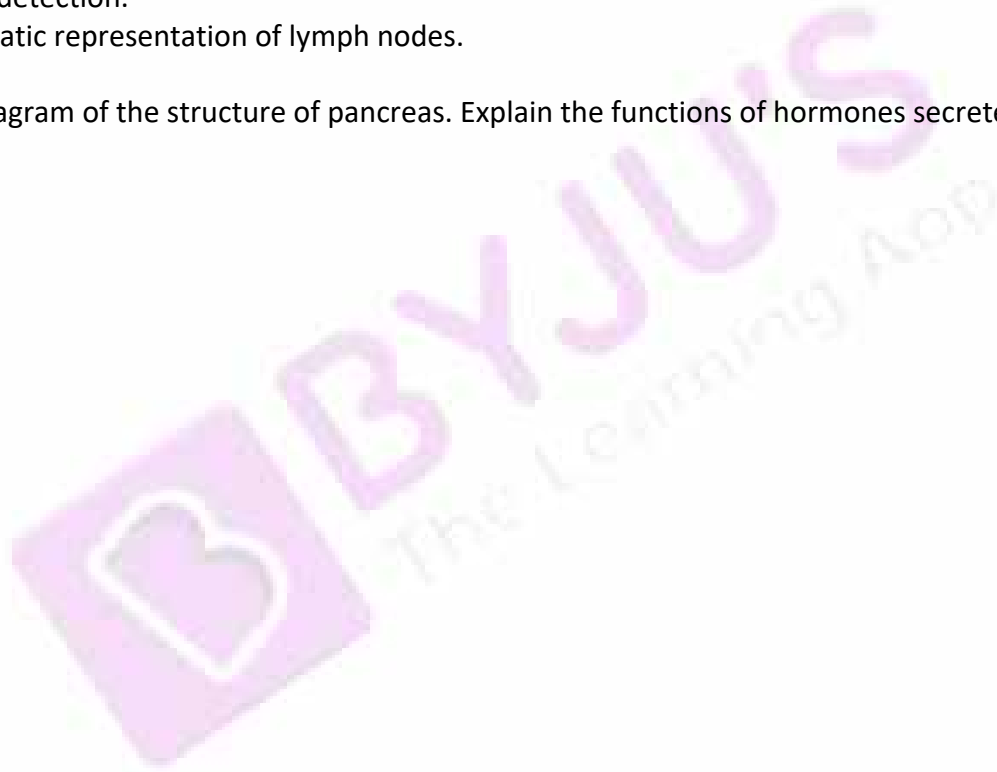 detection.
atic representation of lymph nodes.
agram of the structure of pancreas. Explain the functions of hormones secrete
BYJU'S
The Learning App